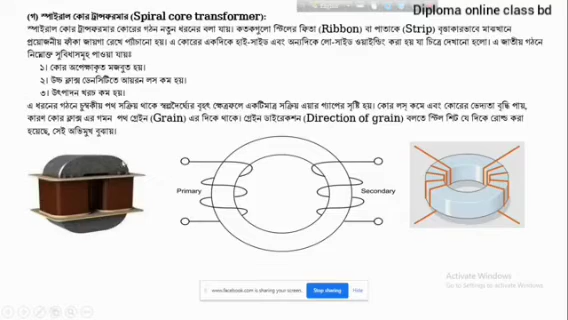 Diploma online class bd
(গ) স্পাইরাল কোর ট্রান্সফরমার (Spiral core transformer):
স্পাইরাল কোর ট্রান্সফরমার কোরের গঠন নতুন ধরনের বলা যায়। কতকগুলো স্টিলের ফিতা (Ribbon) বা পাতাকে (Strip) বৃত্তাকারভাবে মাঝখানে
প্রয়োজনীয় ফাঁকা জায়গা রেখে প্যাঁচানো হয়। এ কোরের একদিকে হাই-সাইড এবং অন্যদিকে লো-সাইড ওয়াইন্ডিং করা হয় যা চিত্রে দেখানো হলো। এ জাতীয় গঠনে
নিম্নোক্ত সুবিধাসমূহ পাওয়া যায়ঃ
১। কোর অপেক্ষাকৃত মজবুত হয়।
২। উচ্চ ফ্লাক্স ডেনসিটিতে আয়রন লস কম হয়।
৩। উৎপাদন খরচ কম হয়।
এ ধরনের গঠনে চুম্বকীয় পথ সক্রিয় থাকে স্বল্পদৈর্ঘ্যের বৃহৎ ক্ষেত্রফলে একটিমাত্র সক্রিয় এয়ার গ্যাপের সৃষ্টি হয়। কোর লস্ কমে এবং কোরের ভেদ্যতা বৃদ্ধি পায়,
কারণ কোর ফ্লাক্স এর গমন পথ গ্রেইন (Grain) এর দিকে থাকে। গ্রেইন ডাইরেকশন (Direction of grain) বলতে স্টিল শিট যে দিকে রোল্ড করা
হয়েছে, সেই অভিমুখ বুঝায়।
Primary
Secondary
Activate Windows
Go to Settings to activate Windows.
www.facebook.com is sharing your screen.
Stop sharing
Hide